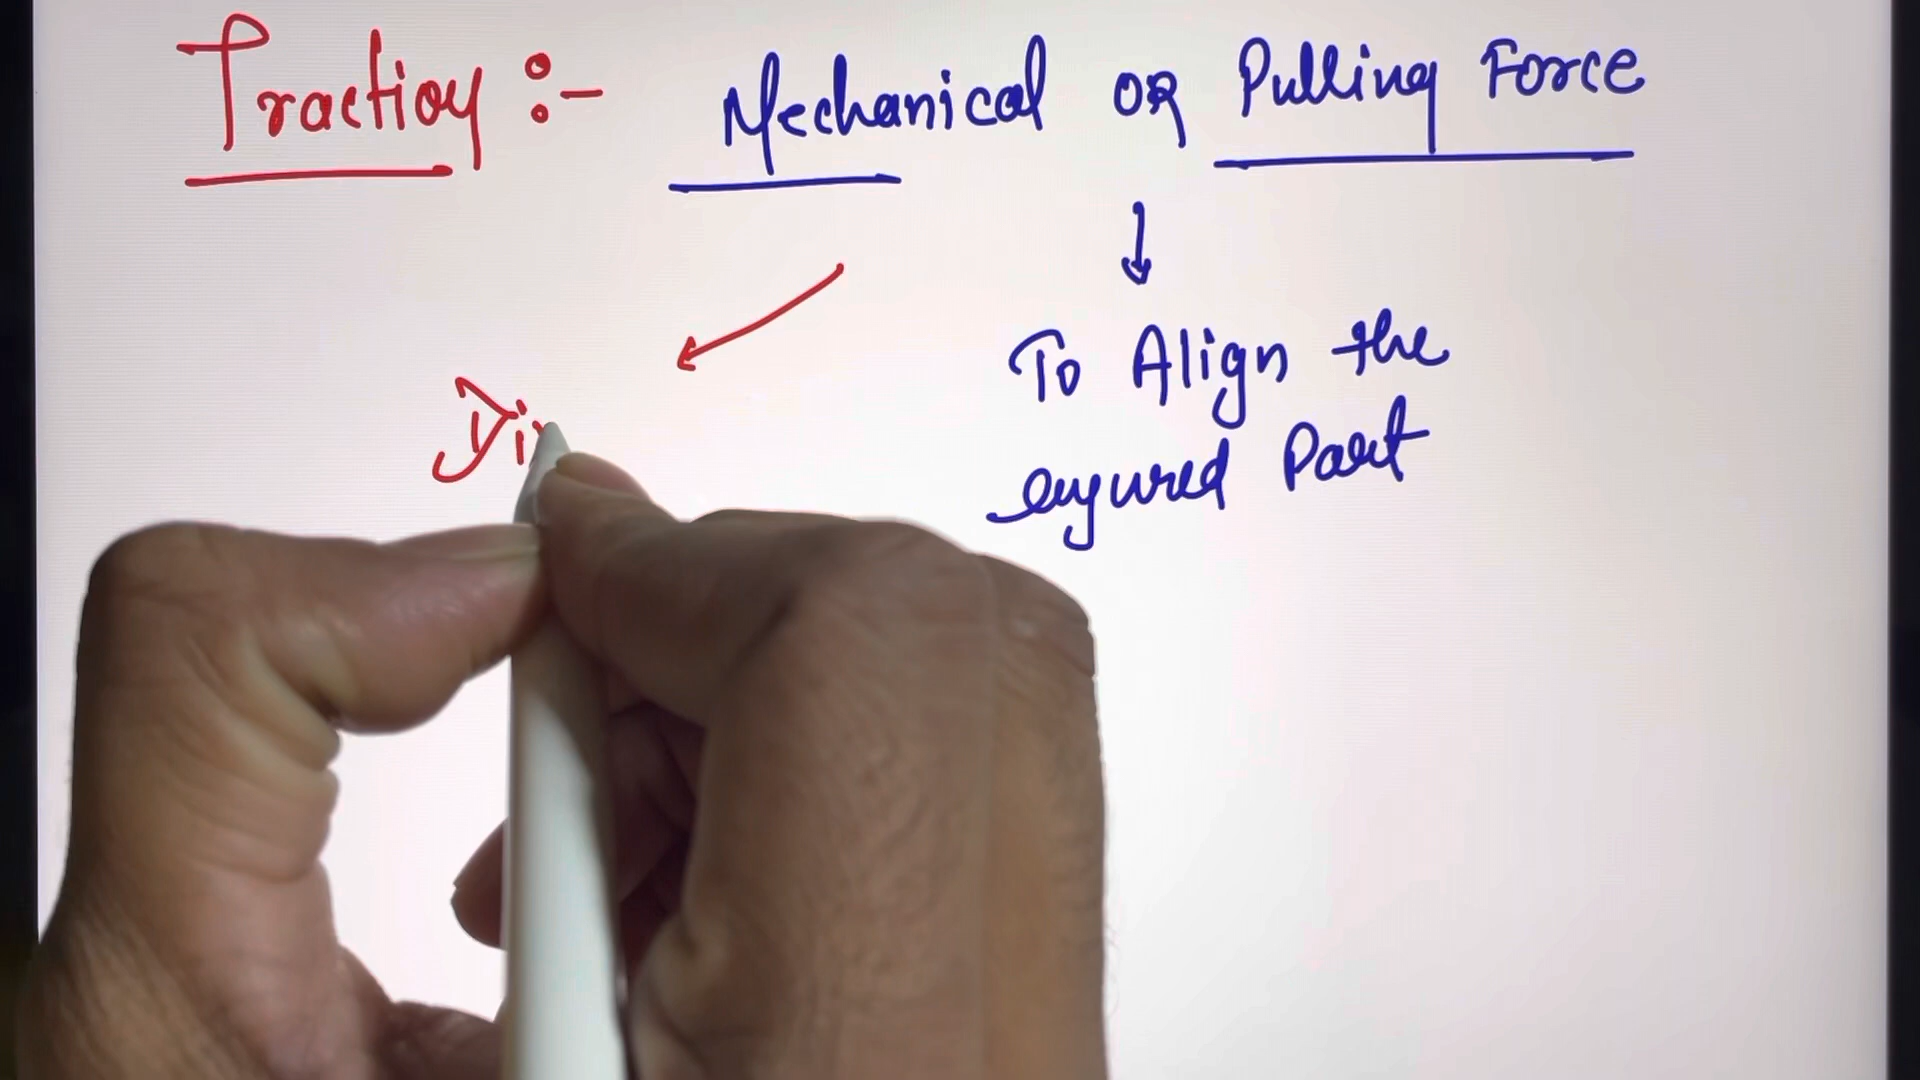 Traction :- Mechanical OR Pulling Force
↓
To Align the
injured Part